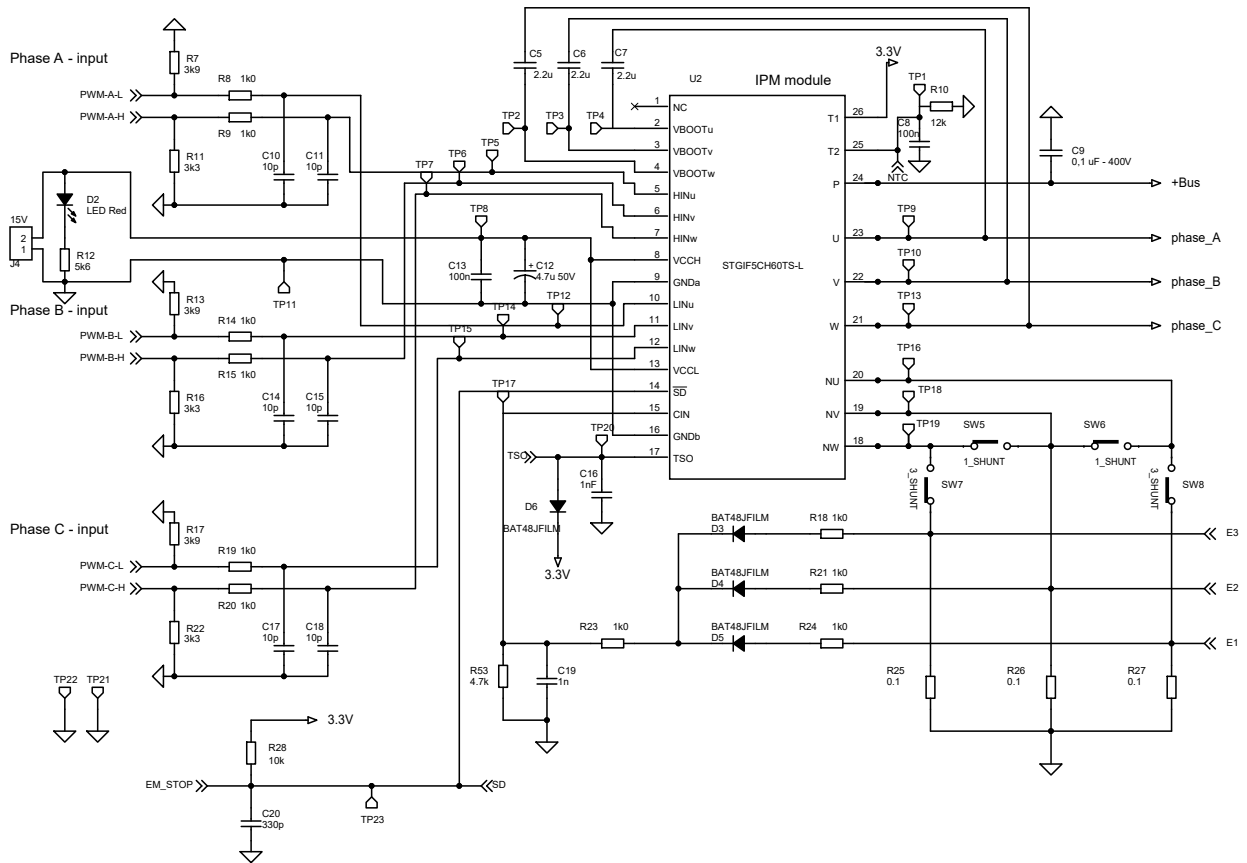 C5
2.2u
C6
2.2u
C7
2.2u
U2
IPM module
3.3V
TP1
R10
12k
C8
100n
NTC
C9
0,1 uF - 400V
Phase A - input
R7
3k9
R8 1k0
PWM-A-L
PWM-A-H
R9 1k0
R11
3k3
C10
10p
C11
10p
TP2
TP3
TP4
TP5
TP6
TP7
1 NC
2 VBOOTu
3 VBOOTv
4 VBOOTw
5 HINu
6 HINv
7 HINw
8 VCCH
9 GNDa
10 LINu
11 LINv
12 LINw
13 VCCL
14 SD
15 CIN
16 GNDb
17 TSO
STGIF5CH60TS-L
T1 26
T2 25
P 24
U 23
V 22
W 21
NU 20
NV 19
NW 18
+Bus
TP9
phase_A
TP10
phase_B
TP13
phase_C
TP16
TP18
TP19
SW5
1_SHUNT
SW6
1_SHUNT
3_SHUNT
SW7
3_SHUNT
SW8
D2
LED Red
15V
2
1
J4
R12
5k6
TP8
C13
100n
+ C12
4.7u 50V
TP11
TP12
TP14
TP15
Phase B - input
R13
3k9
R14 1k0
PWM-B-L
PWM-B-H
R15 1k0
R16
3k3
C14
10p
C15
10p
TP17
TP20
TSO
C16
1nF
D6
BAT48JFILM
3.3V
Phase C - input
R17
3k9
R19 1k0
PWM-C-L
PWM-C-H
R20 1k0
R22
3k3
C17
10p
C18
10p
BAT48JFILM
D3
R18 1k0
E3
BAT48JFILM
D4
R21 1k0
E2
BAT48JFILM
D5
R24 1k0
E1
R23 1k0
R53
4.7k
C19
1n
R25
0.1
R26
0.1
R27
0.1
TP22
TP21
3.3V
R28
10k
EM_STOP
SD
TP23
C20
330p